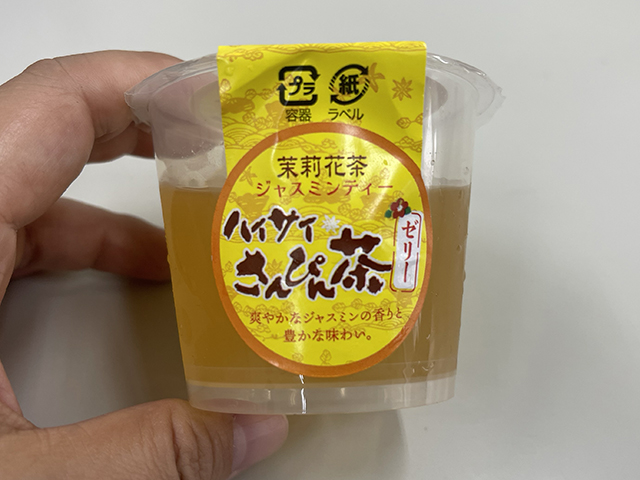 プラ 紙
容器 ラベル
茉莉花茶
ジャスミンティー
ハイサイ
さんぴん茶
ゼリー
爽やかなジャスミンの香りと
豊かな味わい。